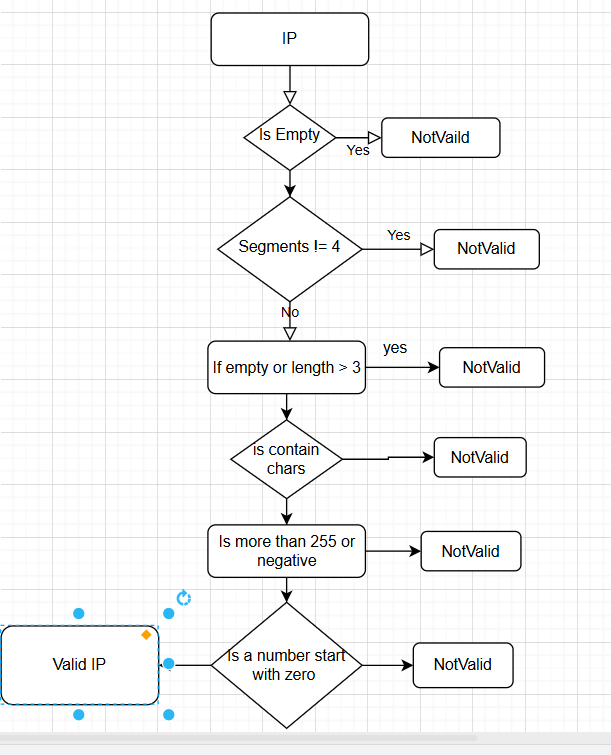 IP
Is Empty
Yes
NotVaild
Segments != 4
Yes
NotValid
No
If empty or length > 3
yes
NotValid
is contain
chars
NotValid
Is more than 255 or
negative
NotValid
Is a number start
with zero
NotValid
Valid IP